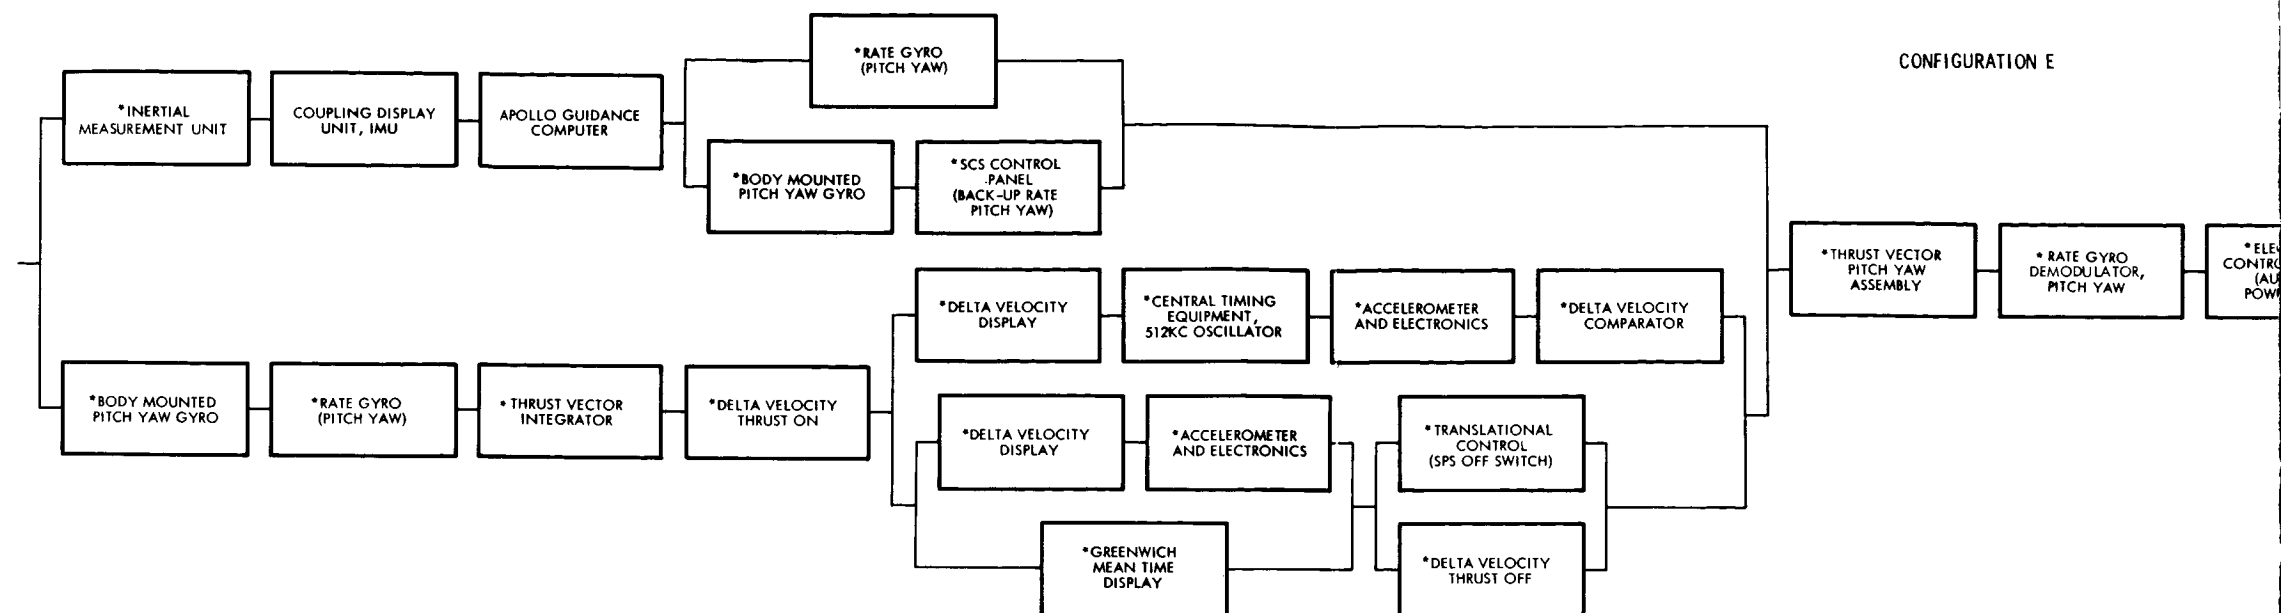 CONFIGURATION E
*RATE GYRO
(PITCH YAW)
*INERTIAL
MEASUREMENT UNIT
COUPLING DISPLAY
UNIT, IMU
APOLLO GUIDANCE
COMPUTER
*BODY MOUNTED
PITCH YAW GYRO
*SCS CONTROL
PANEL
(BACK-UP RATE
PITCH YAW)
*THRUST VECTOR
PITCH YAW
ASSEMBLY
*RATE GYRO
DEMODULATOR,
PITCH YAW
*DELTA VELOCITY
DISPLAY
*CENTRAL TIMING
EQUIPMENT,
512KC OSCILLATOR
*ACCELEROMETER
AND ELECTRONICS
*DELTA VELOCITY
COMPARATOR
*BODY MOUNTED
PITCH YAW GYRO
*RATE GYRO
(PITCH YAW)
*THRUST VECTOR
INTEGRATOR
*DELTA VELOCITY
THRUST ON
*DELTA VELOCITY
DISPLAY
*ACCELEROMETER
AND ELECTRONICS
*TRANSLATIONAL
CONTROL
(SPS OFF SWITCH)
*GREENWICH
MEAN TIME
DISPLAY
*DELTA VELOCITY
THRUST OFF